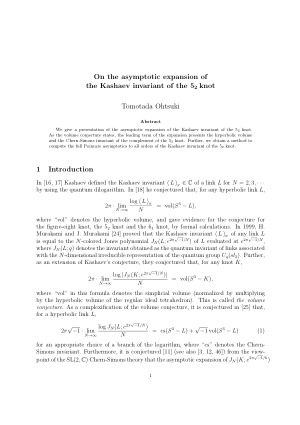 On the asymptotic expansion of
the Kashaev invariant of the 5₂ knot
Tomotada Ohtsuki
Abstract
We give a presentation of the asymptotic expansion of the Kashaev invariant of the 5₂ knot.
As the volume conjecture states, the leading term of the expansion presents the hyperbolic volume
and the Chern-Simons invariant of the complement of the 5₂ knot. Further, we obtain a method to
compute the full Poincare asymptotics to all orders of the Kashaev invariant of the 5₂ knot.
1 Introduction
In [16, 17] Kashaev defined the Kashaev invariant ⟨L⟩_N ∈ ℂ of a link L for N = 2, 3, ···
by using the quantum dilogarithm. In [18] he conjectured that, for any hyperbolic link L,
2π · lim_{N→∞} log⟨L⟩_N / N = vol(S³ − L),
where "vol" denotes the hyperbolic volume, and gave evidence for the conjecture
for the figure-eight knot, the 5₂ knot and the 6₁ knot, by formal calculations. In 1999, H.
Murakami and J. Murakami [24] proved that the Kashaev invariant ⟨L⟩_N of any link L
is equal to the N-colored Jones polynomial J_N(L; e^{2π√−1/N}) of L evaluated at e^{2π√−1/N},
where J_N(L; q) denotes the invariant obtained as the quantum invariant of links associated
with the N-dimensional irreducible representation of the quantum group U_q(sl₂). Further,
as an extension of Kashaev's conjecture, they conjectured that, for any knot K,
2π · lim_{N→∞} log |J_N(K; e^{2π√−1/N})| / N = vol(S³ − K),
where "vol" in this formula denotes the simplicial volume (normalized by multiplying
by the hyperbolic volume of the regular ideal tetrahedron). This is called the volume
conjecture. As a complexification of the volume conjecture, it is conjectured in [25] that,
for a hyperbolic link L,
2π√−1 · lim_{N→∞} log J_N(L; e^{2π√−1/N}) / N = cs(S³ − L) + √−1 vol(S³ − L) (1)
for an appropriate choice of a branch of the logarithm, where "cs" denotes the Chern-
Simons invariant. Furthermore, it is conjectured [11] (see also [3, 12, 46]) from the view-
point of the SL(2, ℂ) Chern-Simons theory that the asymptotic expansion of J_N(K; e^{2π√−1/k})
1